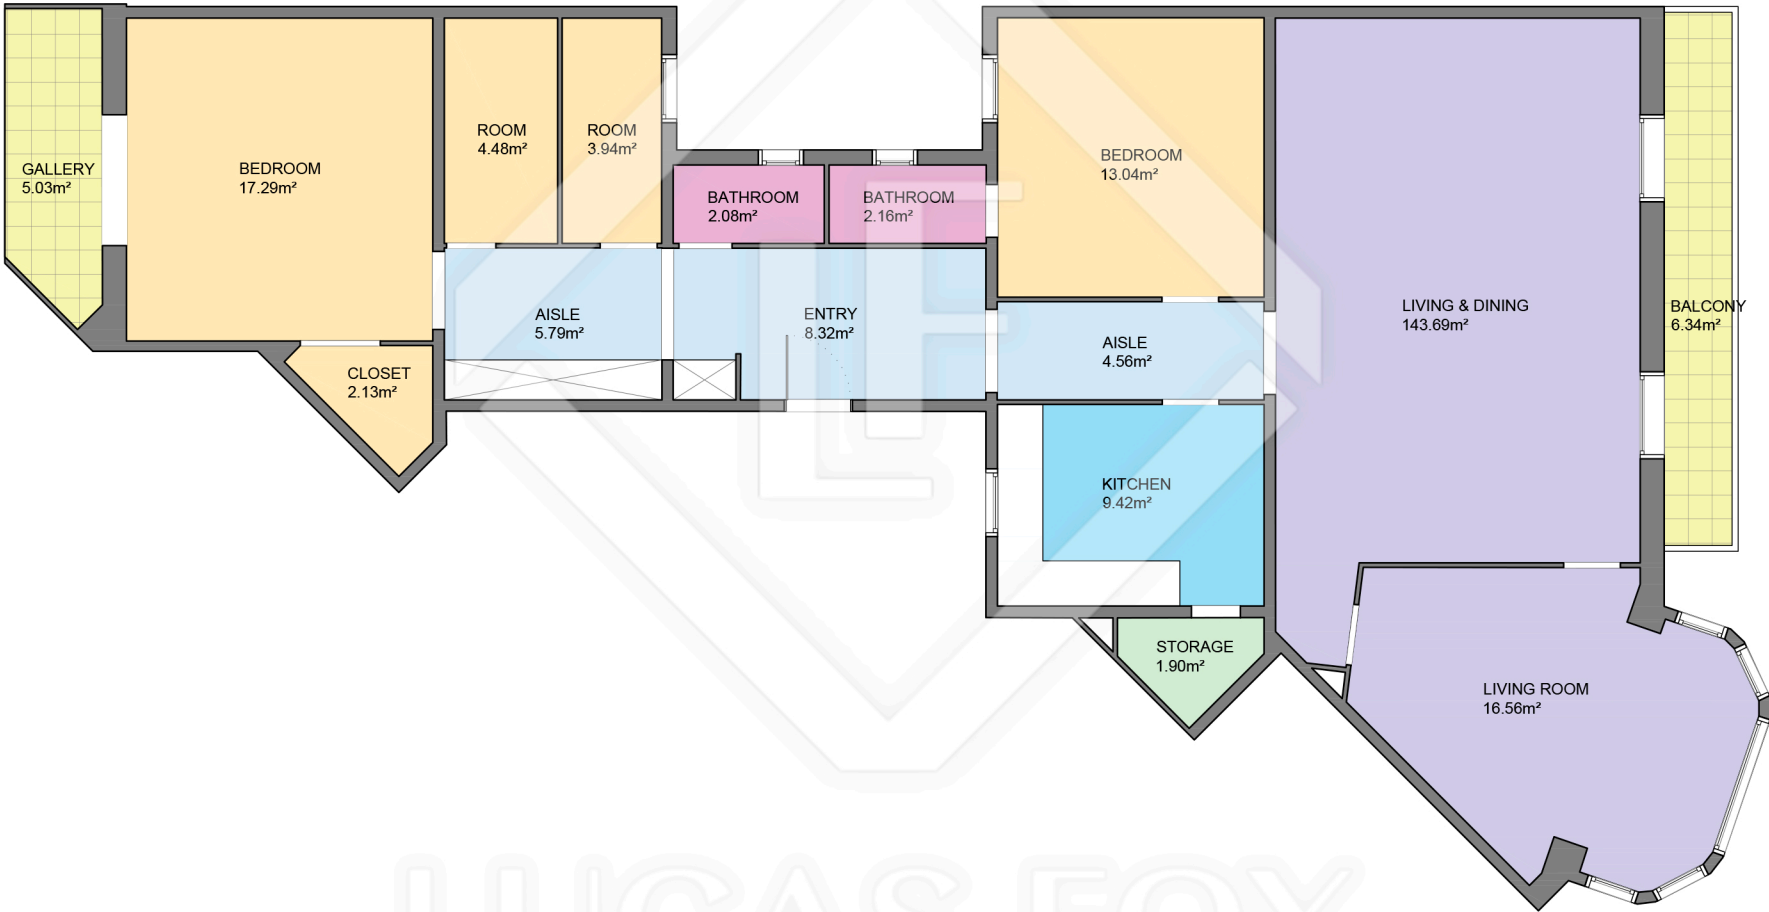 GALLERY
5.03m²
BEDROOM
17.29m²
ROOM
4.48m²
ROOM
3.94m²
BATHROOM
2.08m²
BATHROOM
2.16m²
BEDROOM
13.04m²
CLOSET
2.13m²
AISLE
5.79m²
ENTRY
8.32m²
AISLE
4.56m²
LIVING & DINING
143.69m²
BALCONY
6.34m²
KITCHEN
9.42m²
STORAGE
1.90m²
LIVING ROOM
16.56m²
LUCAS FOX